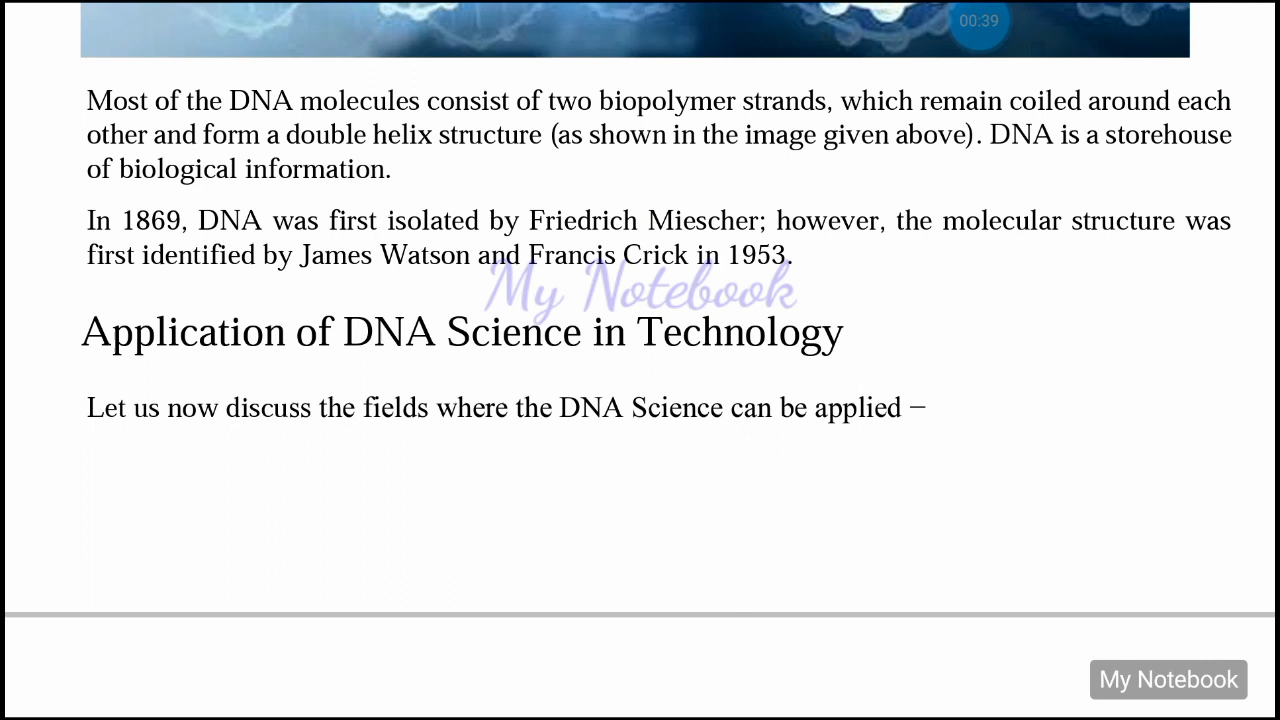 00:39
Most of the DNA molecules consist of two biopolymer strands, which remain coiled around each
other and form a double helix structure (as shown in the image given above). DNA is a storehouse
of biological information.
In 1869, DNA was first isolated by Friedrich Miescher; however, the molecular structure was
first identified by James Watson and Francis Crick in 1953.
My Notebook
Application of DNA Science in Technology
Let us now discuss the fields where the DNA Science can be applied −
My Notebook